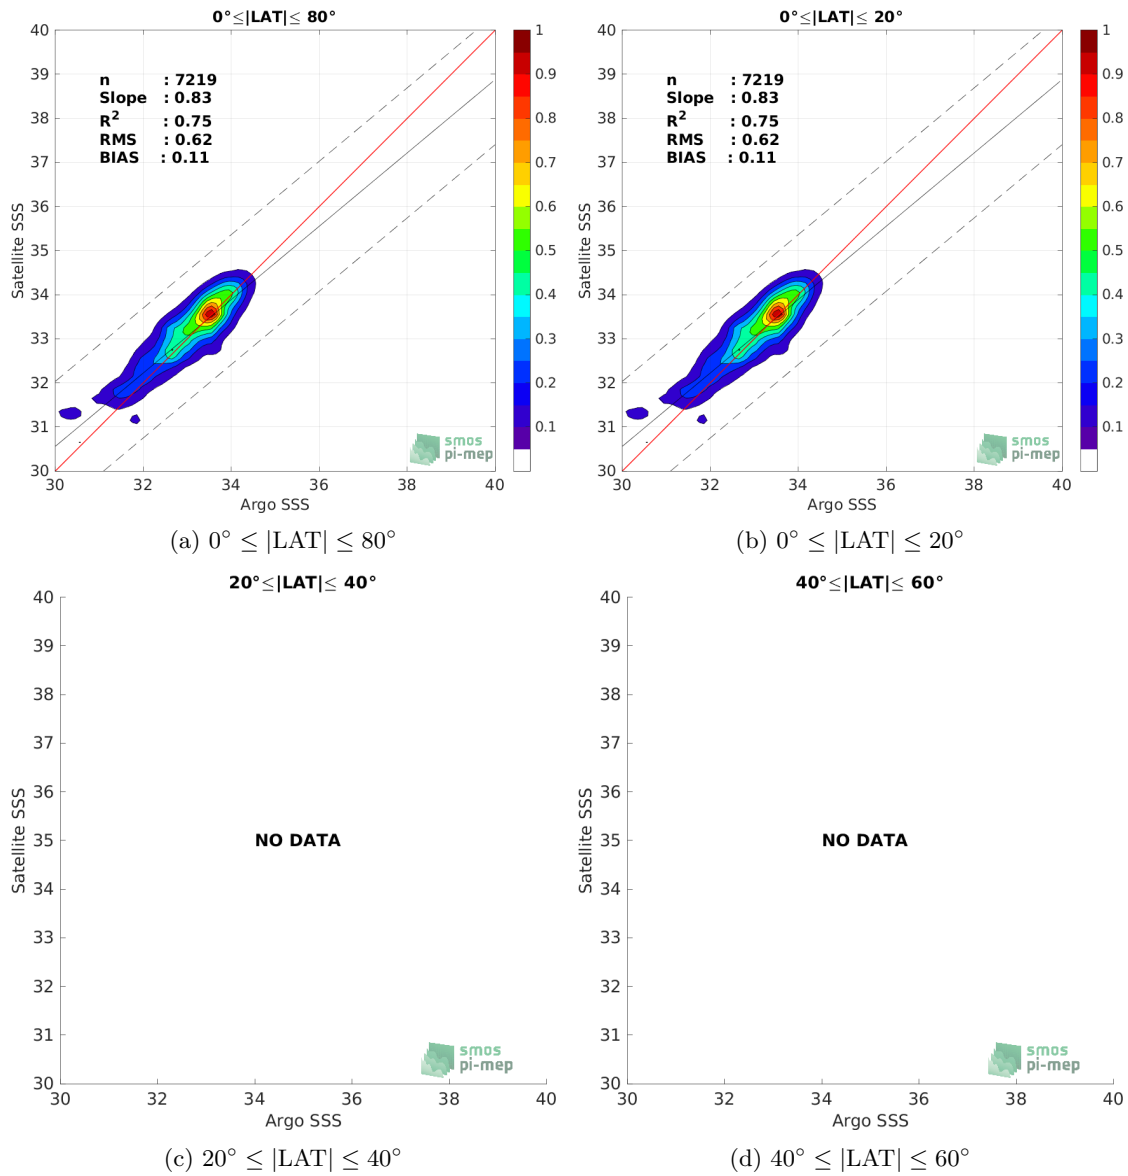 0°≤|LAT|≤ 80°
40
39
38
37
36
35
34
33
32
31
30
Satellite SSS
n : 7219
Slope : 0.83
R² : 0.75
RMS : 0.62
BIAS : 0.11
1
0.9
0.8
0.7
0.6
0.5
0.4
0.3
0.2
0.1
smos
pi-mep
30 32 34 36 38 40
Argo SSS
(a) 0° ≤ |LAT| ≤ 80°
0°≤|LAT|≤ 20°
40
39
38
37
36
35
34
33
32
31
30
Satellite SSS
n : 7219
Slope : 0.83
R² : 0.75
RMS : 0.62
BIAS : 0.11
1
0.9
0.8
0.7
0.6
0.5
0.4
0.3
0.2
0.1
smos
pi-mep
30 32 34 36 38 40
Argo SSS
(b) 0° ≤ |LAT| ≤ 20°
20°≤|LAT|≤ 40°
40
39
38
37
36
35
34
33
32
31
30
Satellite SSS
NO DATA
smos
pi-mep
30 32 34 36 38 40
Argo SSS
(c) 20° ≤ |LAT| ≤ 40°
40°≤|LAT|≤ 60°
40
39
38
37
36
35
34
33
32
31
30
Satellite SSS
NO DATA
smos
pi-mep
30 32 34 36 38 40
Argo SSS
(d) 40° ≤ |LAT| ≤ 60°